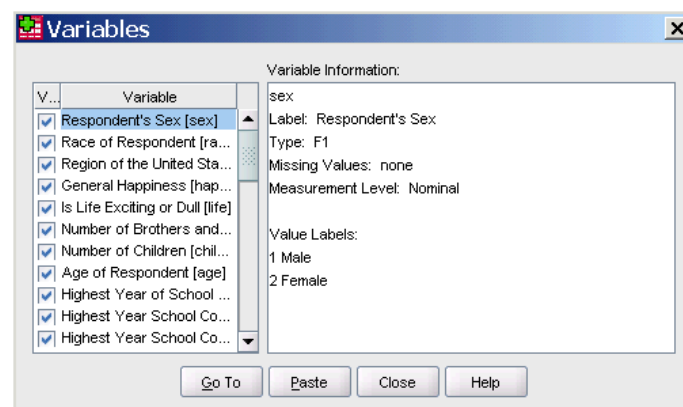 Variables
Variable Information:
V... Variable
Respondent's Sex [sex]
Race of Respondent [ra...
Region of the United Sta...
General Happiness [hap...
Is Life Exciting or Dull [life]
Number of Brothers and...
Number of Children [chil...
Age of Respondent [age]
Highest Year of School ...
Highest Year School Co...
Highest Year School Co...
sex
Label: Respondent's Sex
Type: F1
Missing Values: none
Measurement Level: Nominal
Value Labels:
1 Male
2 Female
Go To Paste Close Help